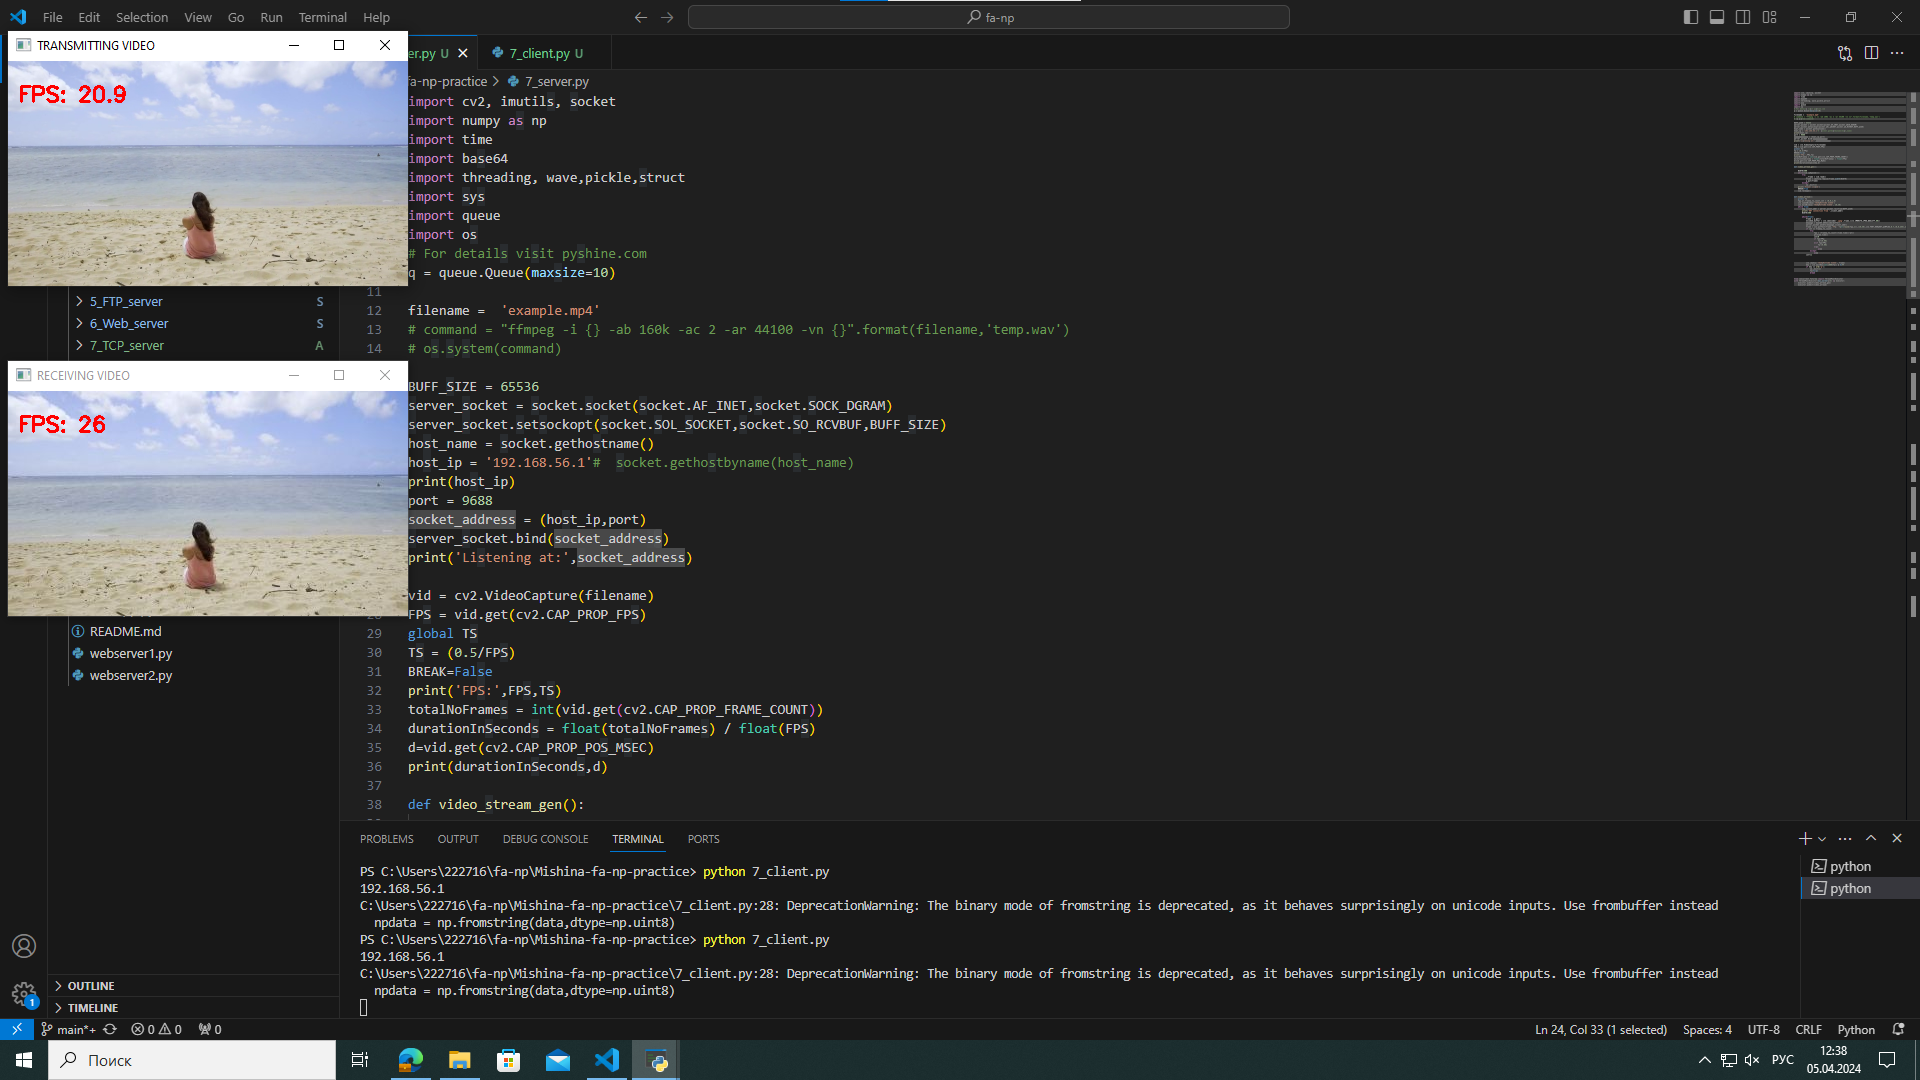 File Edit Selection View Go Run Terminal Help
fa-np
TRANSMITTING VIDEO
FPS: 20.9
er.py U
7_client.py U
fa-np-practice > 7_server.py
import cv2, imutils, socket
import numpy as np
import time
import base64
import threading, wave,pickle,struct
import sys
import queue
import os
# For details visit pyshine.com
q = queue.Queue(maxsize=10)
11
12 filename =  'example.mp4'
13 # command = "ffmpeg -i {} -ab 160k -ac 2 -ar 44100 -vn {}".format(filename,'temp.wav')
14 # os.system(command)
BUFF_SIZE = 65536
server_socket = socket.socket(socket.AF_INET,socket.SOCK_DGRAM)
server_socket.setsockopt(socket.SOL_SOCKET,socket.SO_RCVBUF,BUFF_SIZE)
host_name = socket.gethostname()
host_ip = '192.168.56.1'#  socket.gethostbyname(host_name)
print(host_ip)
port = 9688
socket_address = (host_ip,port)
server_socket.bind(socket_address)
print('Listening at:',socket_address)
vid = cv2.VideoCapture(filename)
28 FPS = vid.get(cv2.CAP_PROP_FPS)
29 global TS
30 TS = (0.5/FPS)
31 BREAK=False
32 print('FPS:',FPS,TS)
33 totalNoFrames = int(vid.get(cv2.CAP_PROP_FRAME_COUNT))
34 durationInSeconds = float(totalNoFrames) / float(FPS)
35 d=vid.get(cv2.CAP_PROP_POS_MSEC)
36 print(durationInSeconds,d)
37
38 def video_stream_gen():
5_FTP_server S
6_Web_server S
7_TCP_server A
RECEIVING VIDEO
FPS: 26
README.md
webserver1.py
webserver2.py
OUTLINE
TIMELINE
PROBLEMS OUTPUT DEBUG CONSOLE TERMINAL PORTS
PS C:\Users\222716\fa-np\Mishina-fa-np-practice> python 7_client.py
192.168.56.1
C:\Users\222716\fa-np\Mishina-fa-np-practice\7_client.py:28: DeprecationWarning: The binary mode of fromstring is deprecated, as it behaves surprisingly on unicode inputs. Use frombuffer instead
npdata = np.fromstring(data,dtype=np.uint8)
PS C:\Users\222716\fa-np\Mishina-fa-np-practice> python 7_client.py
192.168.56.1
C:\Users\222716\fa-np\Mishina-fa-np-practice\7_client.py:28: DeprecationWarning: The binary mode of fromstring is deprecated, as it behaves surprisingly on unicode inputs. Use frombuffer instead
npdata = np.fromstring(data,dtype=np.uint8)
python
python
1
main*+ 0 0 0
Ln 24, Col 33 (1 selected) Spaces: 4 UTF-8 CRLF Python
Поиск
РУС
12:38
05.04.2024